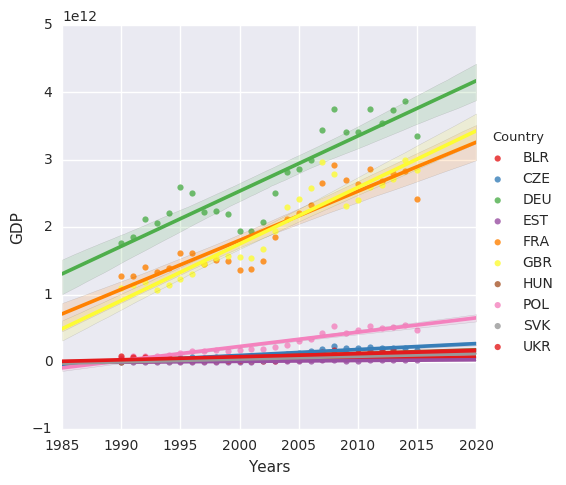 1e12
5
4
3
2
1
0
−1
GDP
1985 1990 1995 2000 2005 2010 2015 2020
Years
Country
BLR
CZE
DEU
EST
FRA
GBR
HUN
POL
SVK
UKR